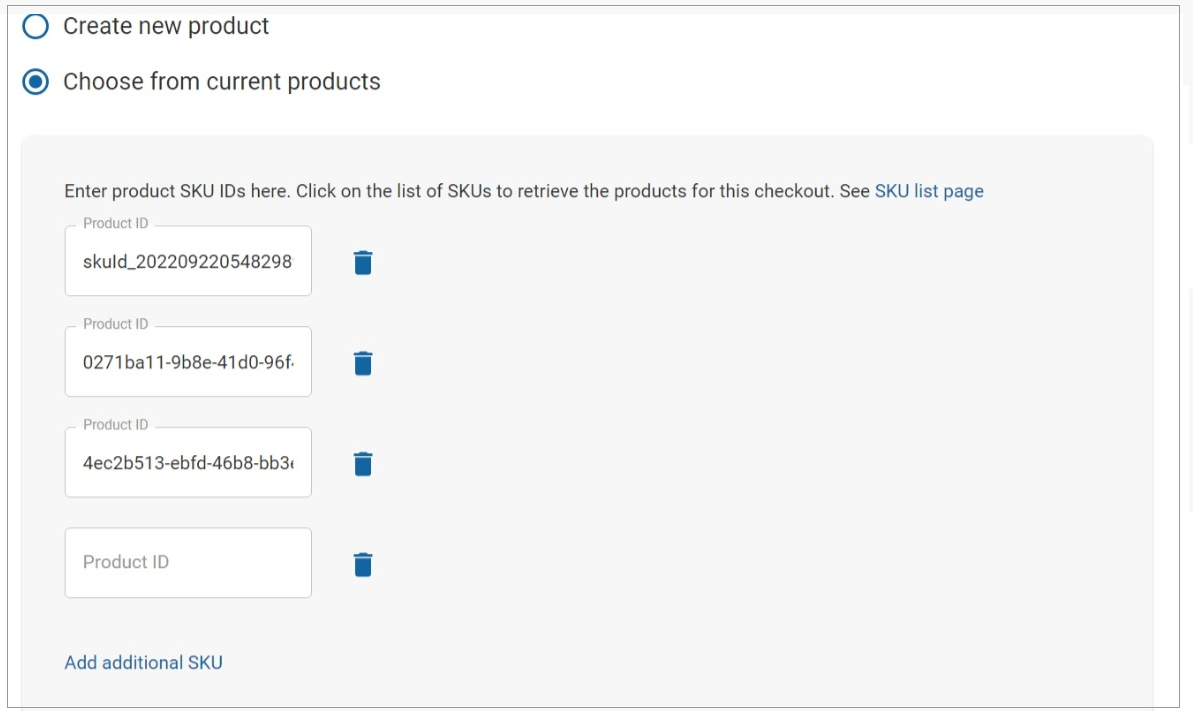 Create new product
Choose from current products
Enter product SKU IDs here. Click on the list of SKUs to retrieve the products for this checkout. See SKU list page
Product ID
skuId_202209220548298
Product ID
0271ba11-9b8e-41d0-96f
Product ID
4ec2b513-ebfd-46b8-bb3
Product ID
Add additional SKU